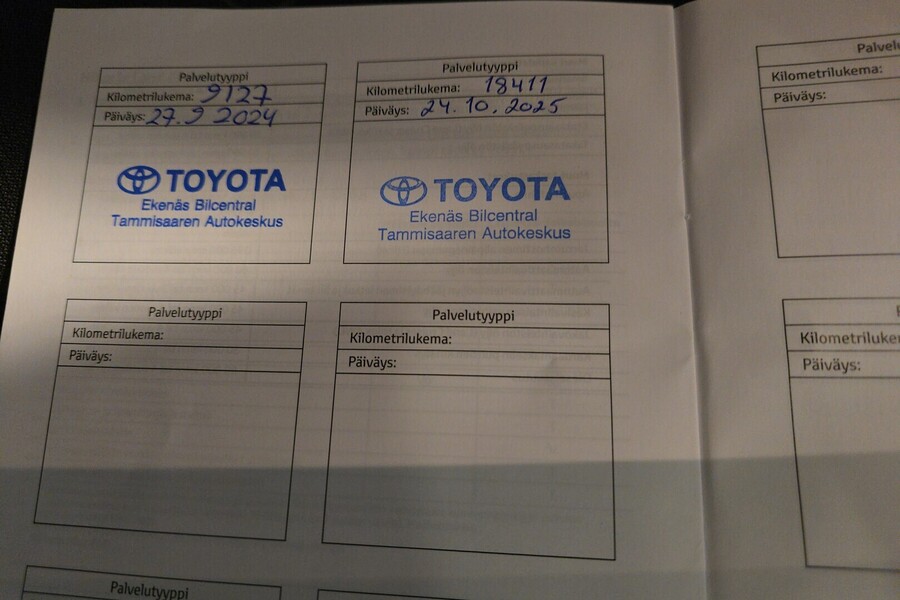 Palvelutyyppi
Kilometrilukema: 9127
Päiväys: 27.9 2024
TOYOTA
Ekenäs Bilcentral
Tammisaaren Autokeskus
Palvelutyyppi
Kilometrilukema: 18411
Päiväys: 24.10.2025
TOYOTA
Ekenäs Bilcentral
Tammisaaren Autokeskus
Palvelutyyppi
Kilometrilukema:
Päiväys:
Palvelutyyppi
Kilometrilukema:
Päiväys:
Palvelutyyppi
Kilometrilukema:
Päiväys:
Päiväys: